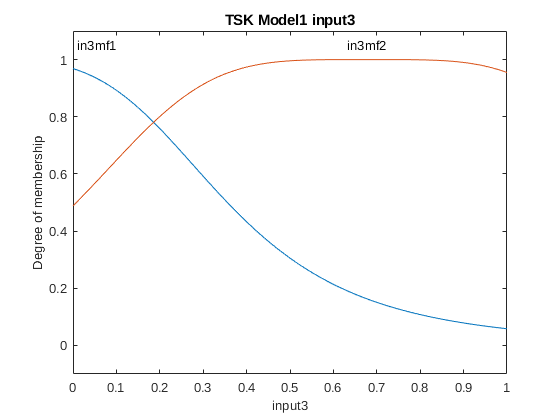 TSK Model1 input3
in3mf1
in3mf2
1
0.8
0.6
0.4
0.2
0
Degree of membership
0 0.1 0.2 0.3 0.4 0.5 0.6 0.7 0.8 0.9 1
input3